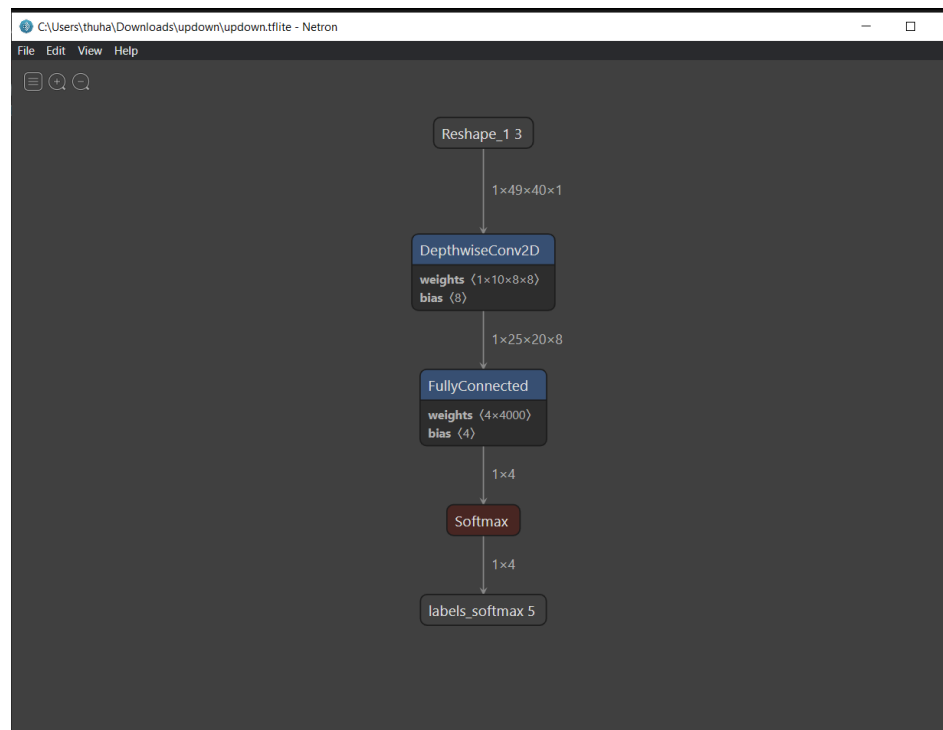 C:\Users\thuha\Downloads\updown\updown.tflite - Netron
File Edit View Help
Reshape_1 3
1×49×40×1
DepthwiseConv2D
weights ⟨1×10×8×8⟩
bias ⟨8⟩
1×25×20×8
FullyConnected
weights ⟨4×4000⟩
bias ⟨4⟩
1×4
Softmax
1×4
labels_softmax 5